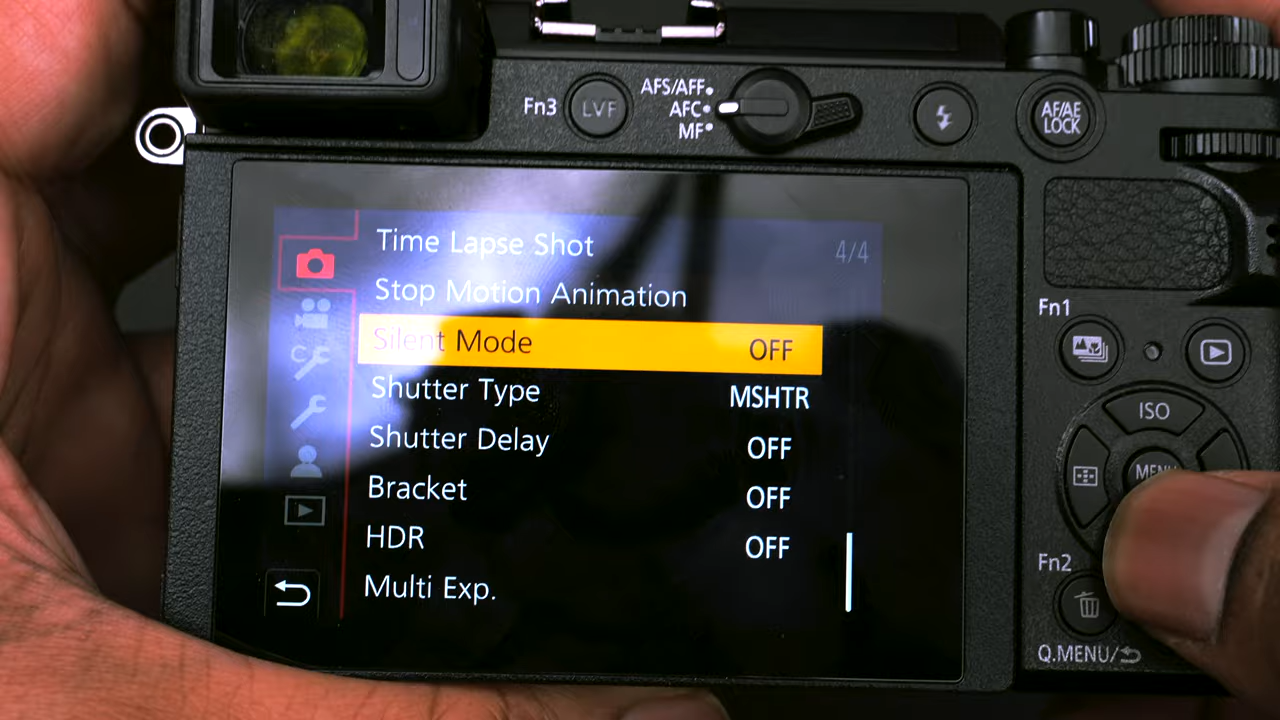 Fn3
LVF
AFS/AFF
AFC
MF
AF/AE
LOCK
Time Lapse Shot
4/4
Stop Motion Animation
Silent Mode OFF
Shutter Type MSHTR
Shutter Delay OFF
Bracket OFF
HDR OFF
Multi Exp.
Fn1
ISO
MENU
Fn2
Q.MENU/